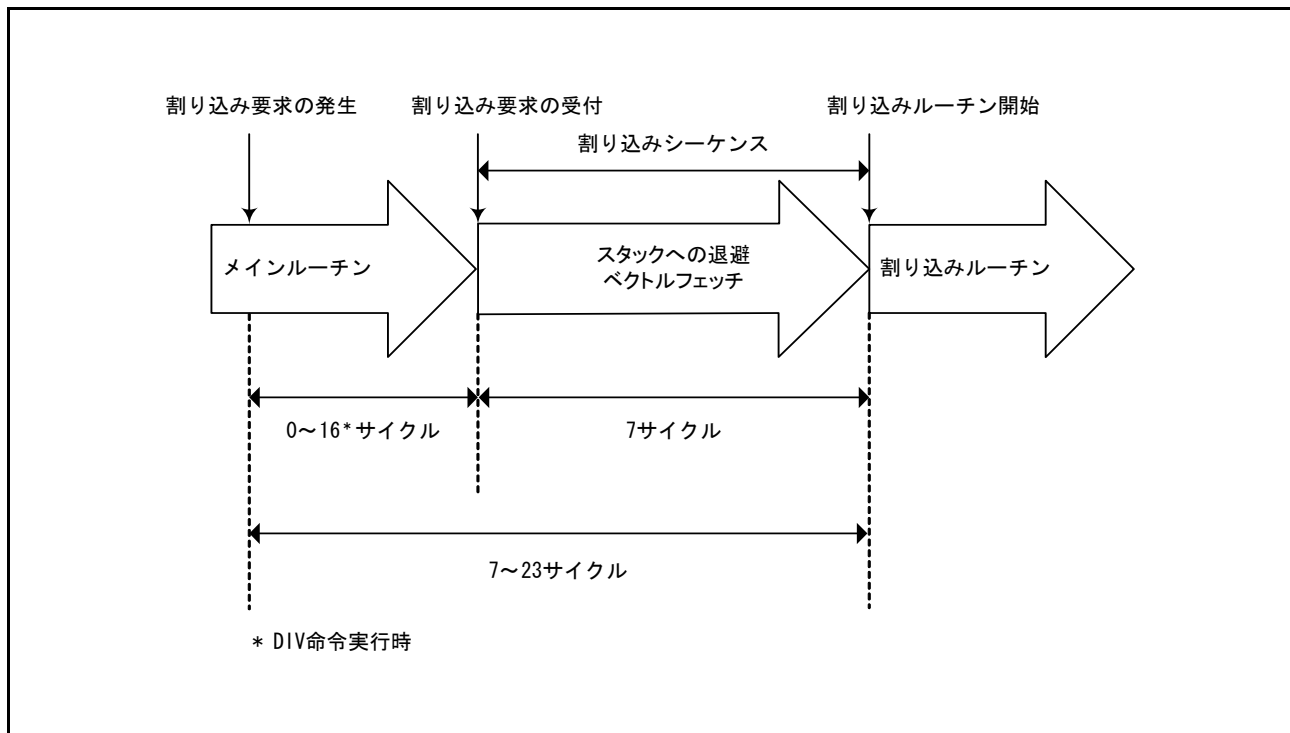 割り込み要求の発生
割り込み要求の受付
割り込みルーチン開始
割り込みシーケンス
メインルーチン
スタックへの退避
ベクトルフェッチ
割り込みルーチン
0～16*サイクル
7サイクル
7～23サイクル
* DIV命令実行時